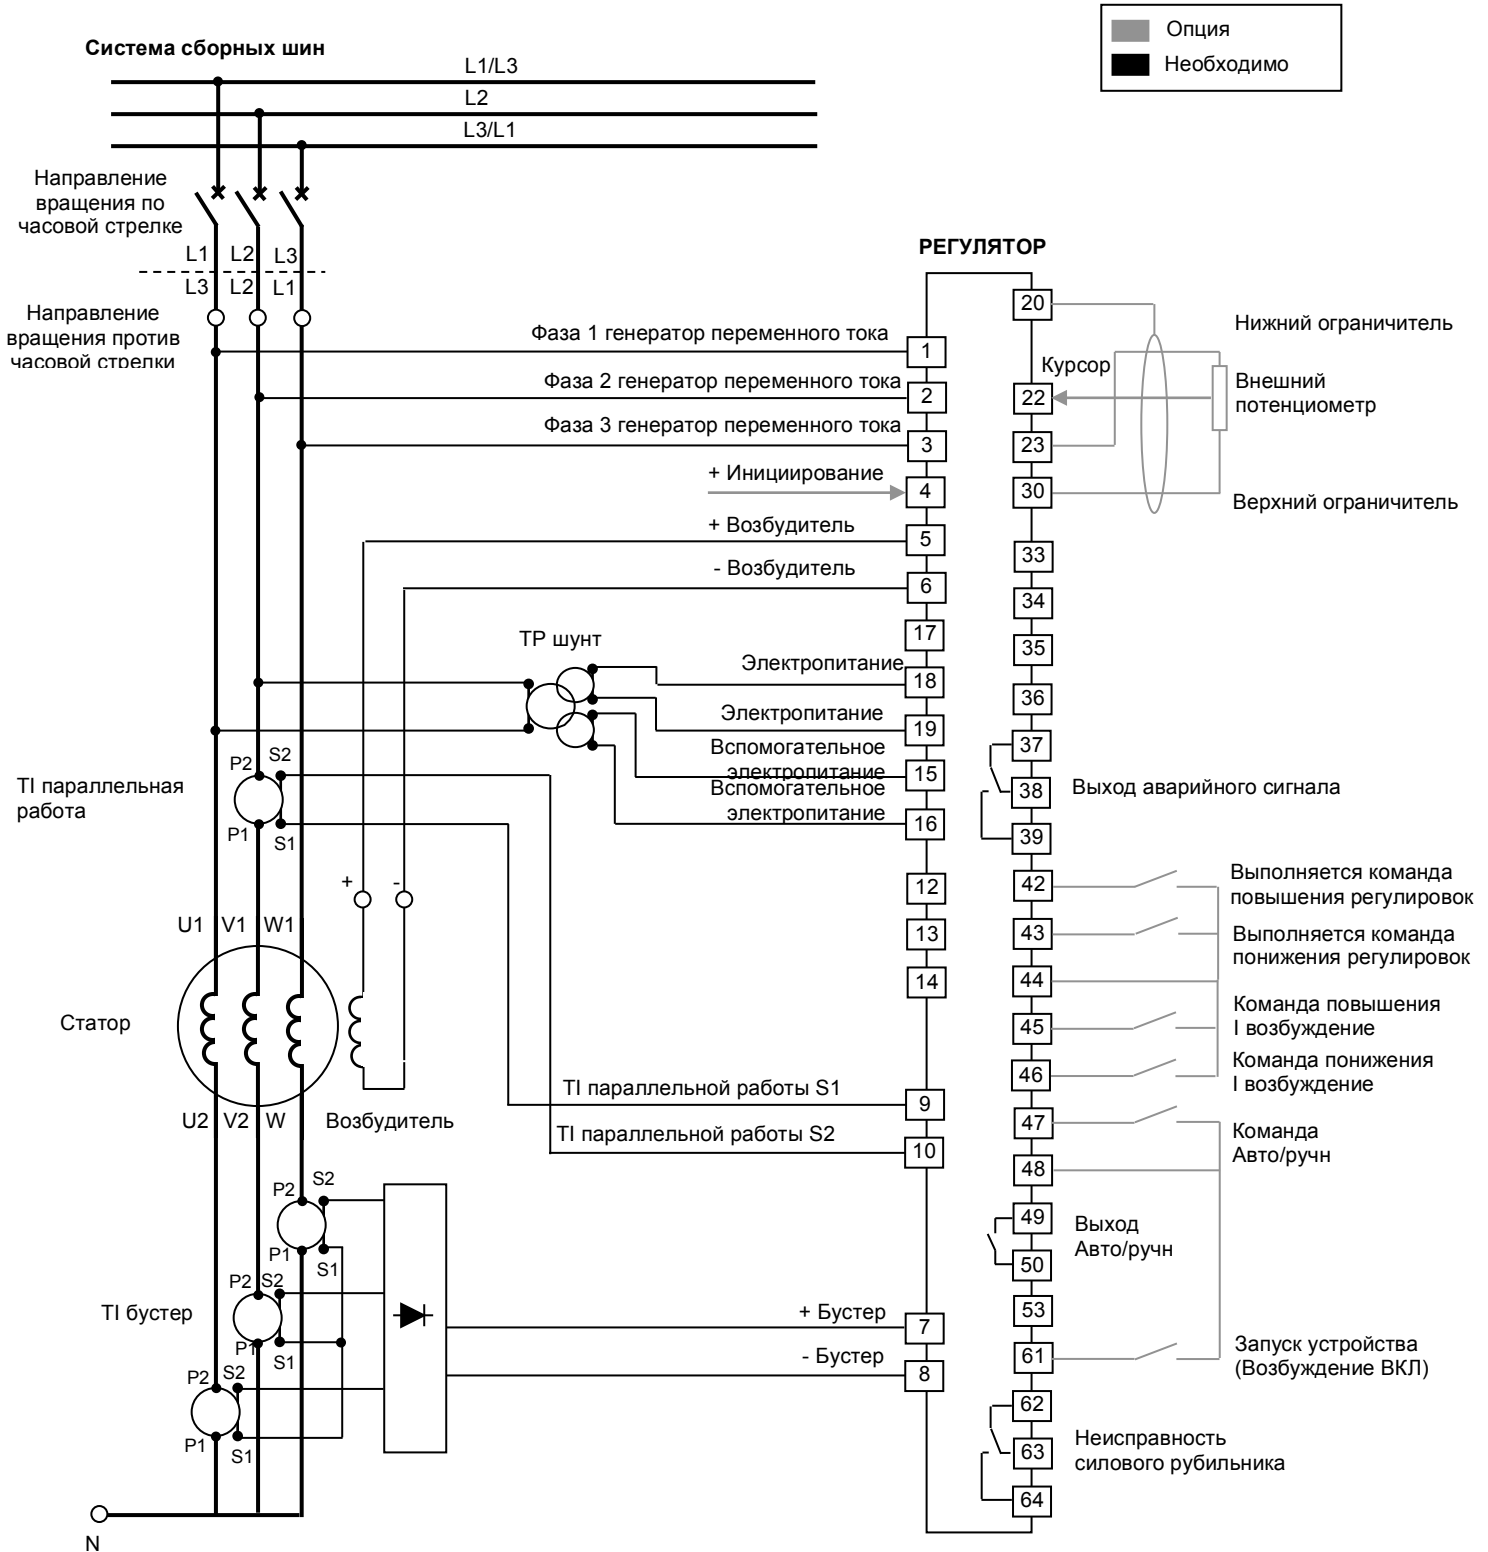 Опция
Необходимо
Система сборных шин
L1/L3
L2
L3/L1
Направление
вращения по
часовой стрелке
L1 L2 L3
L3 L2 L1
Направление
вращения против
часовой стрелки
РЕГУЛЯТОР
Фаза 1 генератор переменного тока
1
Фаза 2 генератор переменного тока
2
Фаза 3 генератор переменного тока
3
+ Инициирование
4
+ Возбудитель
5
- Возбудитель
6
17
ТР шунт
Электропитание
18
Электропитание
19
Вспомогательное
электропитание
15
Вспомогательное
электропитание
16
12
13
14
TI параллельной работы S1
9
TI параллельной работы S2
10
+ Бустер
7
- Бустер
8
20
Нижний ограничитель
Курсор
22
Внешний
потенциометр
23
30
Верхний ограничитель
33
34
35
36
37
38
Выход аварийного сигнала
39
42
Выполняется команда
повышения регулировок
43
Выполняется команда
понижения регулировок
44
45
Команда повышения
I возбуждение
46
Команда понижения
I возбуждение
47
Команда
Авто/ручн
48
49
Выход
Авто/ручн
50
53
61
Запуск устройства
(Возбуждение ВКЛ)
62
63
Неисправность
силового рубильника
64
P2 S2
TI параллельная
работа
P1 S1
+ -
U1 V1 W1
Статор
U2 V2 W
Возбудитель
P2 S2
P1 S1
P2 S2
TI бустер
P1 S1
P2 S2
P1 S1
N